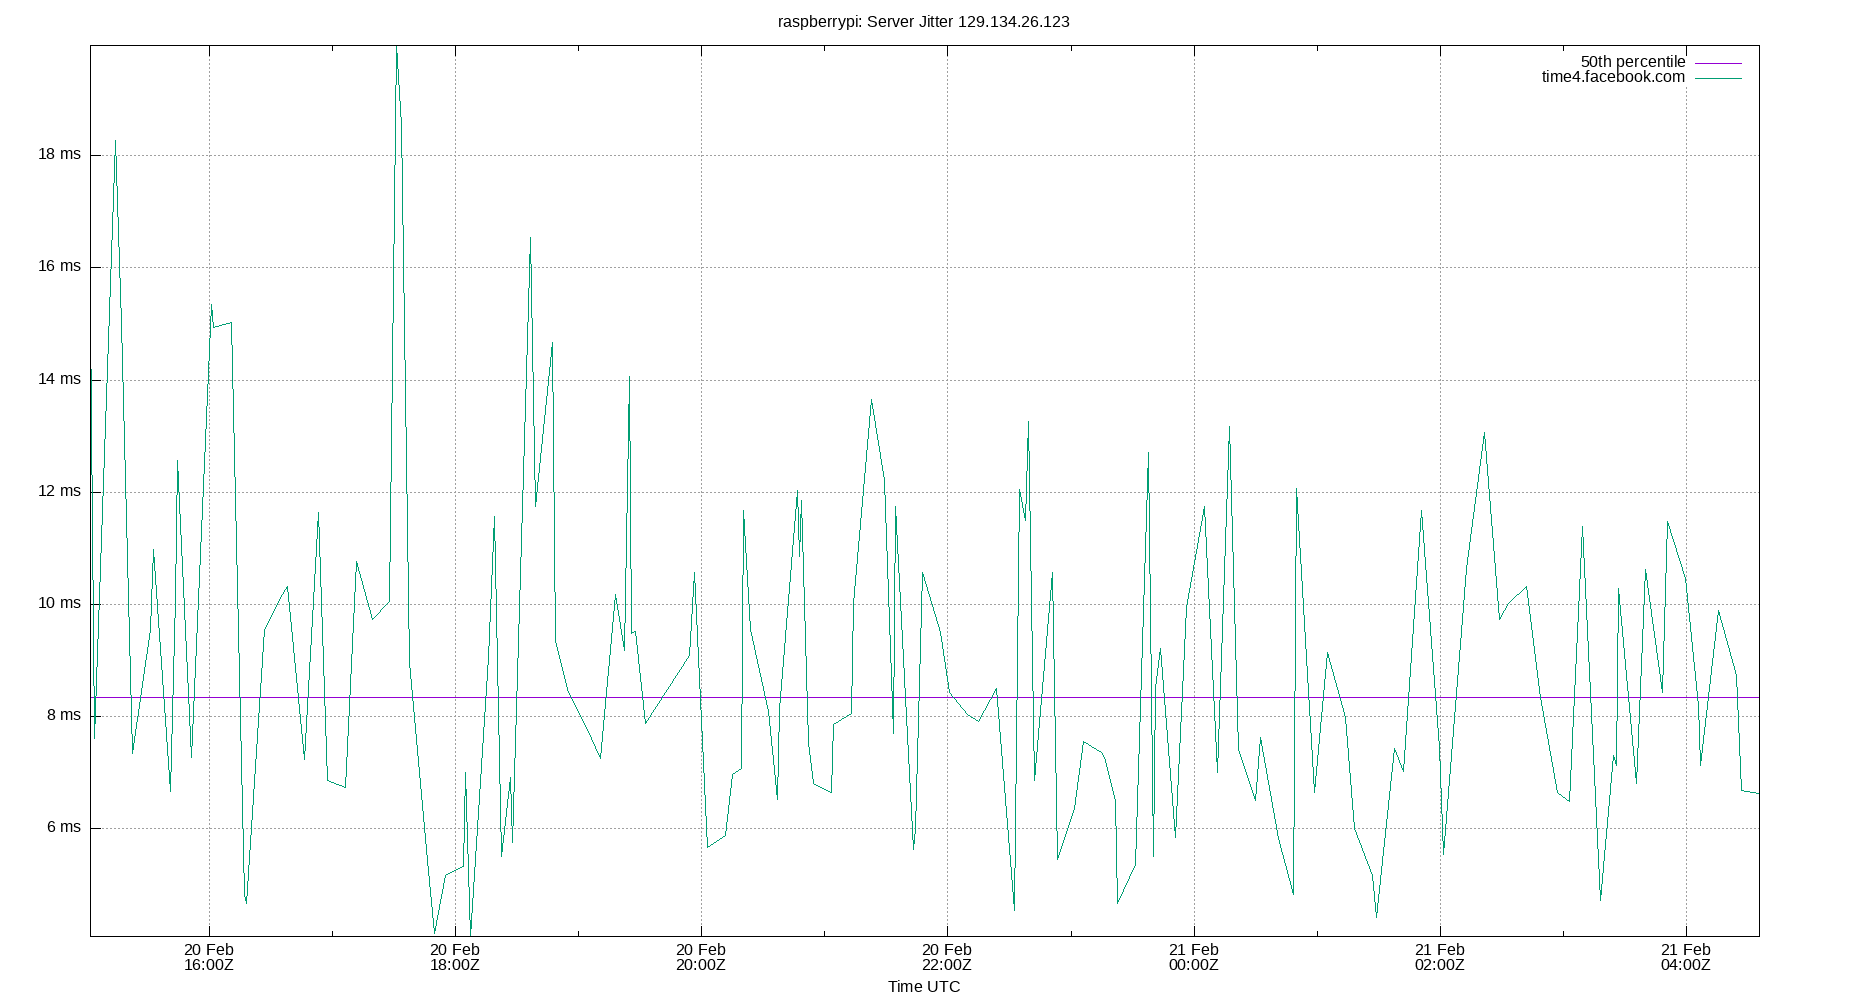 raspberrypi: Server Jitter 129.134.26.123
50th percentile
time4.facebook.com
18 ms
16 ms
14 ms
12 ms
10 ms
8 ms
6 ms
20 Feb
16:00Z
20 Feb
18:00Z
20 Feb
20:00Z
20 Feb
22:00Z
21 Feb
00:00Z
21 Feb
02:00Z
21 Feb
04:00Z
Time UTC